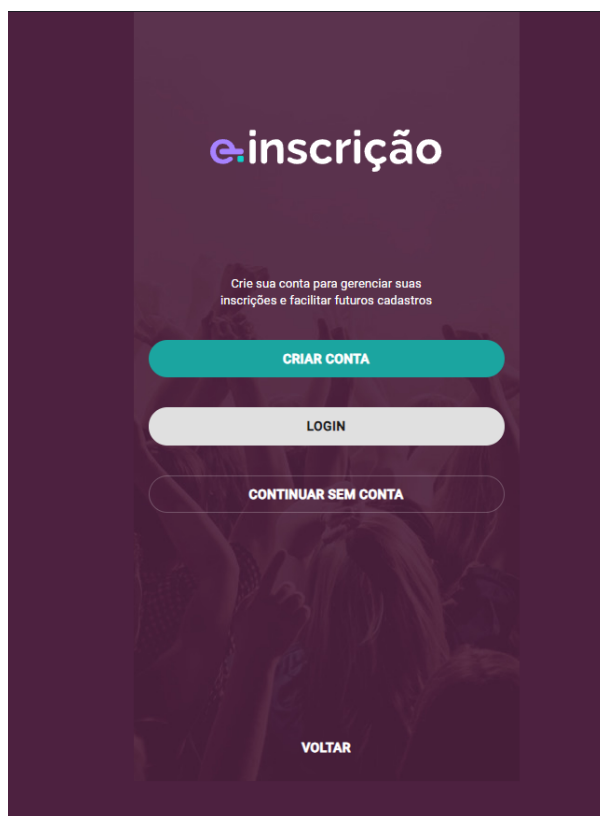 e-inscrição
Crie sua conta para gerenciar suas
inscrições e facilitar futuros cadastros
CRIAR CONTA
LOGIN
CONTINUAR SEM CONTA
VOLTAR